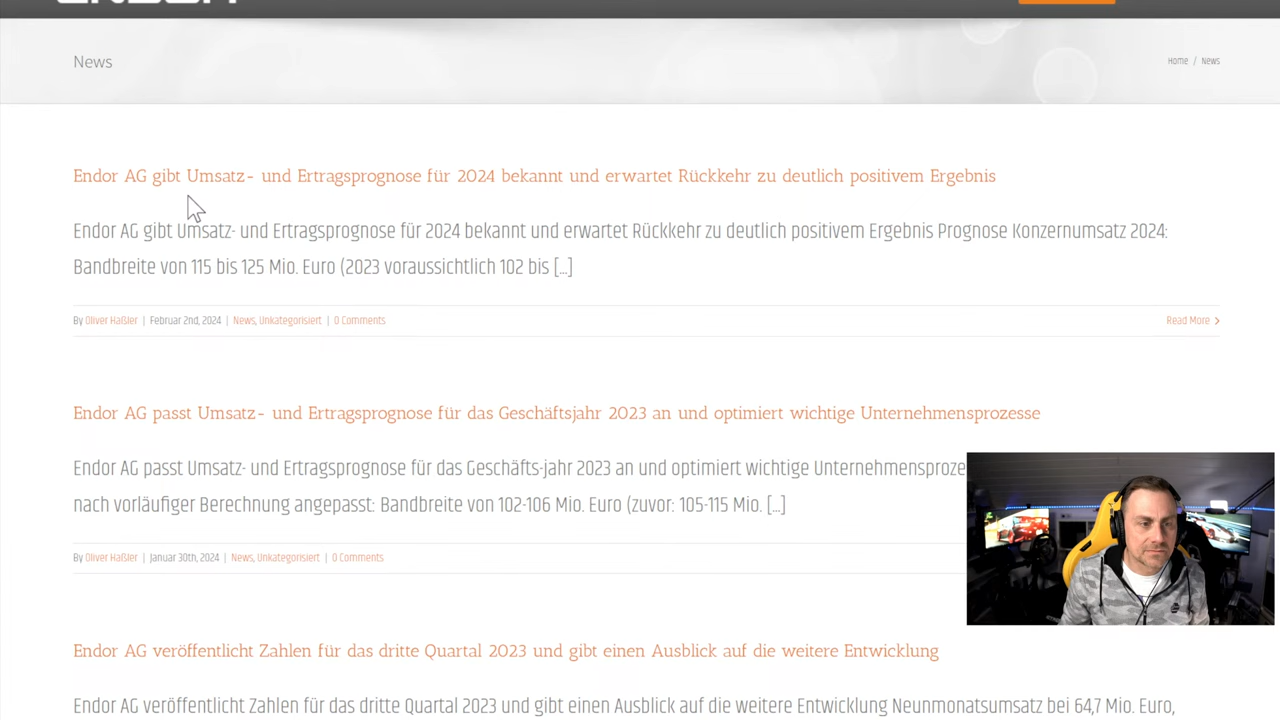 News
Home / News
Endor AG gibt Umsatz- und Ertragsprognose für 2024 bekannt und erwartet Rückkehr zu deutlich positivem Ergebnis
Endor AG gibt Umsatz- und Ertragsprognose für 2024 bekannt und erwartet Rückkehr zu deutlich positivem Ergebnis Prognose Konzernumsatz 2024:
Bandbreite von 115 bis 125 Mio. Euro (2023 voraussichtlich 102 bis [...]
By Oliver Haßler | Februar 2nd, 2024 | News, Unkategorisiert | 0 Comments
Read More >
Endor AG passt Umsatz- und Ertragsprognose für das Geschäftsjahr 2023 an und optimiert wichtige Unternehmensprozesse
Endor AG passt Umsatz- und Ertragsprognose für das Geschäfts-jahr 2023 an und optimiert wichtige Unternehmensproze
nach vorläufiger Berechnung angepasst: Bandbreite von 102-106 Mio. Euro (zuvor: 105-115 Mio. [...]
By Oliver Haßler | Januar 30th, 2024 | News, Unkategorisiert | 0 Comments
Endor AG veröffentlicht Zahlen für das dritte Quartal 2023 und gibt einen Ausblick auf die weitere Entwicklung
Endor AG veröffentlicht Zahlen für das dritte Quartal 2023 und gibt einen Ausblick auf die weitere Entwicklung Neunmonatsumsatz bei 64,7 Mio. Euro,